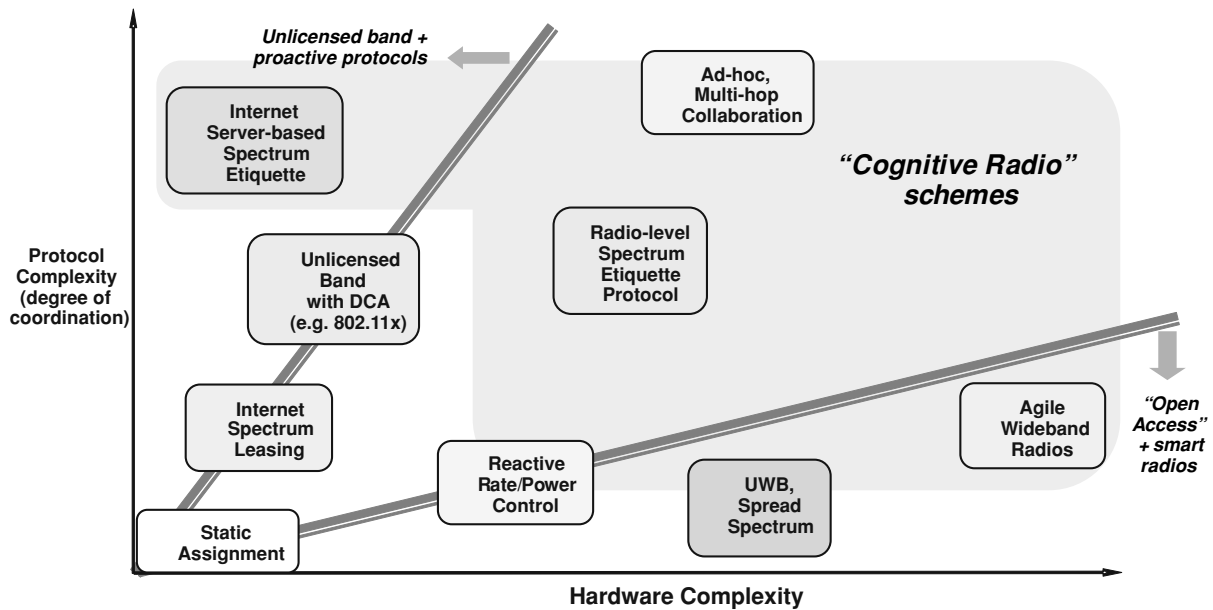 Unlicensed band +
proactive protocols
Ad-hoc,
Multi-hop
Collaboration
Internet
Server-based
Spectrum
Etiquette
“Cognitive Radio”
schemes
Protocol
Complexity
(degree of
coordination)
Unlicensed
Band
with DCA
(e.g. 802.11x)
Radio-level
Spectrum
Etiquette
Protocol
Internet
Spectrum
Leasing
Agile
Wideband
Radios
“Open
Access”
+ smart
radios
Reactive
Rate/Power
Control
UWB,
Spread
Spectrum
Static
Assignment
Hardware Complexity